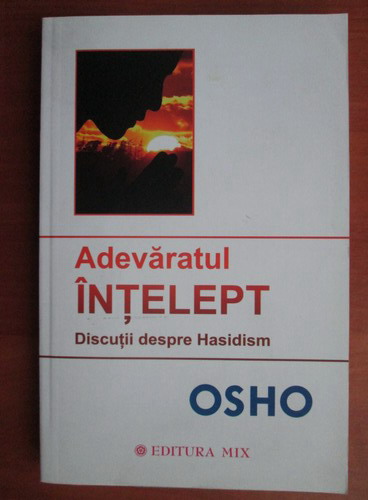 Adevăratul
ÎNȚELEPT
Discuții despre Hasidism
OSHO
EDITURA MIX